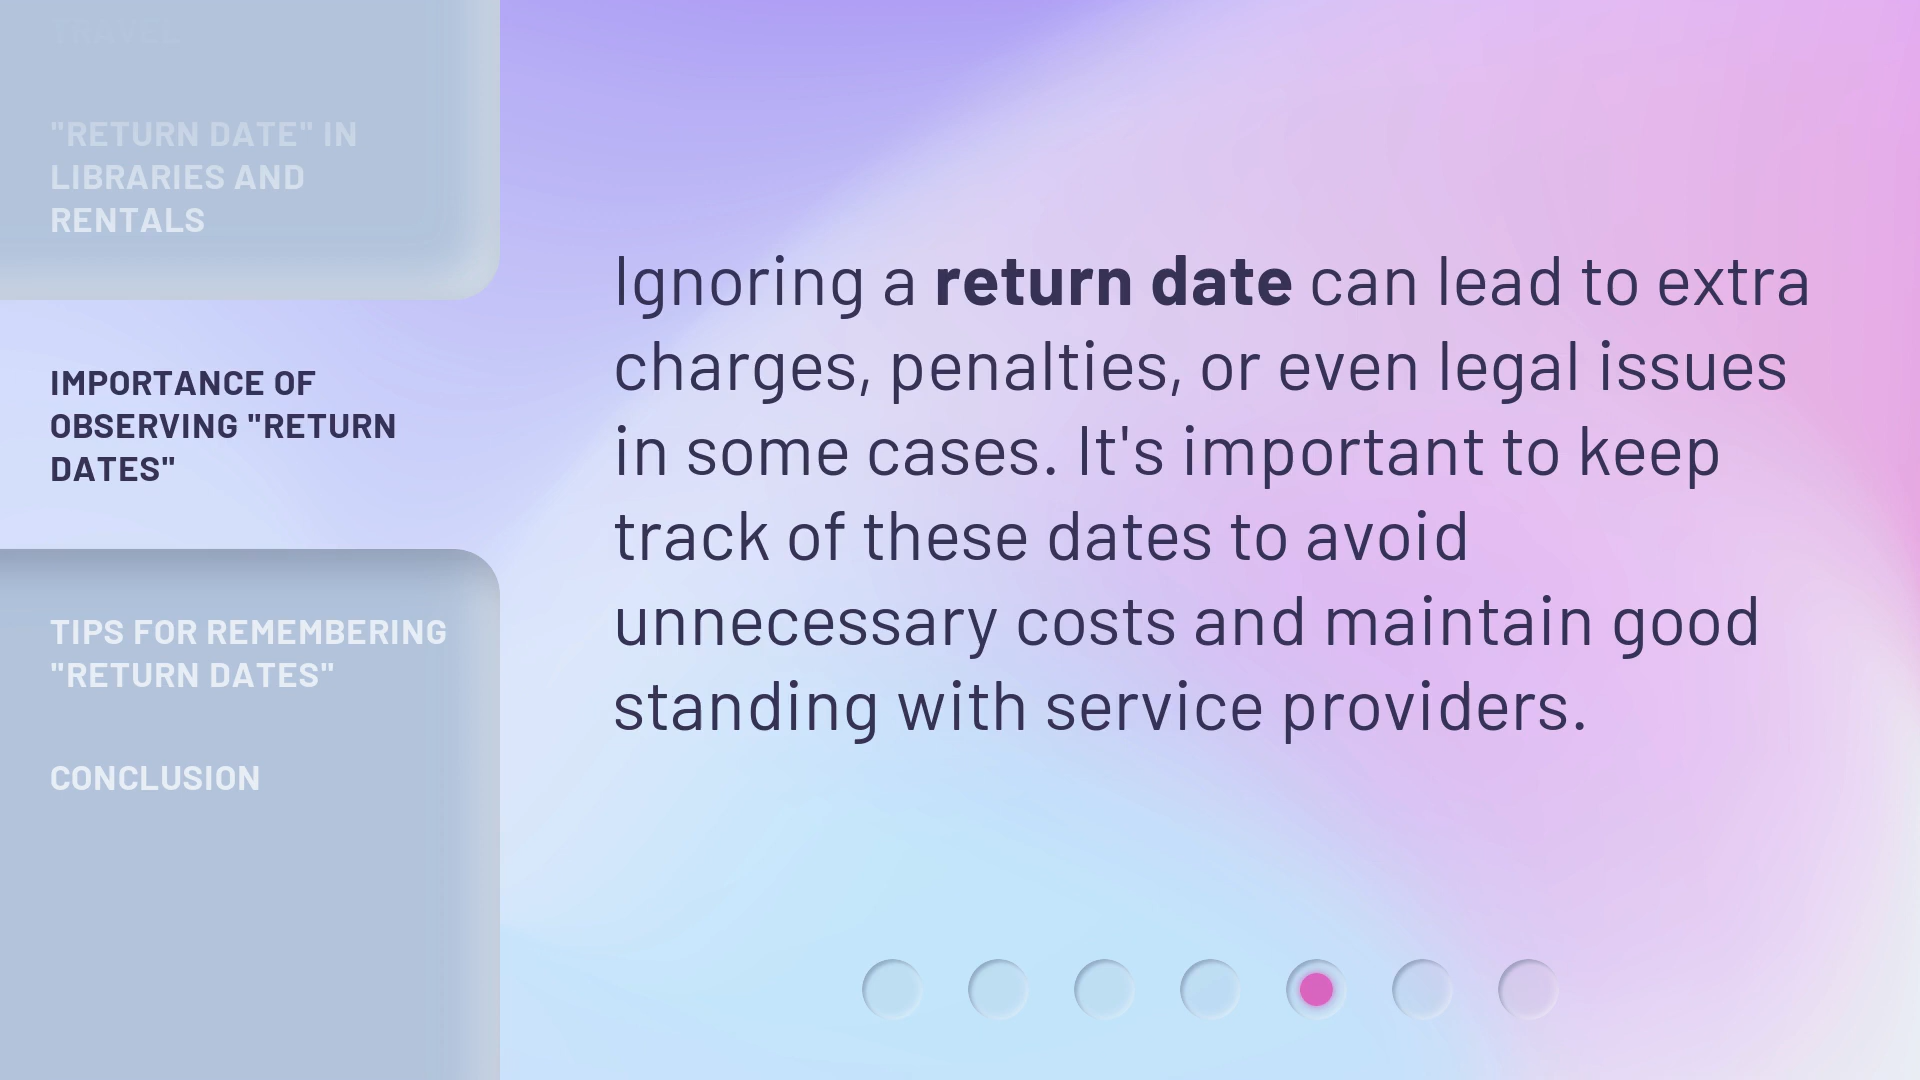 TRAVEL
"RETURN DATE" IN
LIBRARIES AND
RENTALS
IMPORTANCE OF
OBSERVING "RETURN
DATES"
TIPS FOR REMEMBERING
"RETURN DATES"
CONCLUSION
Ignoring a return date can lead to extra
charges, penalties, or even legal issues
in some cases. It's important to keep
track of these dates to avoid
unnecessary costs and maintain good
standing with service providers.